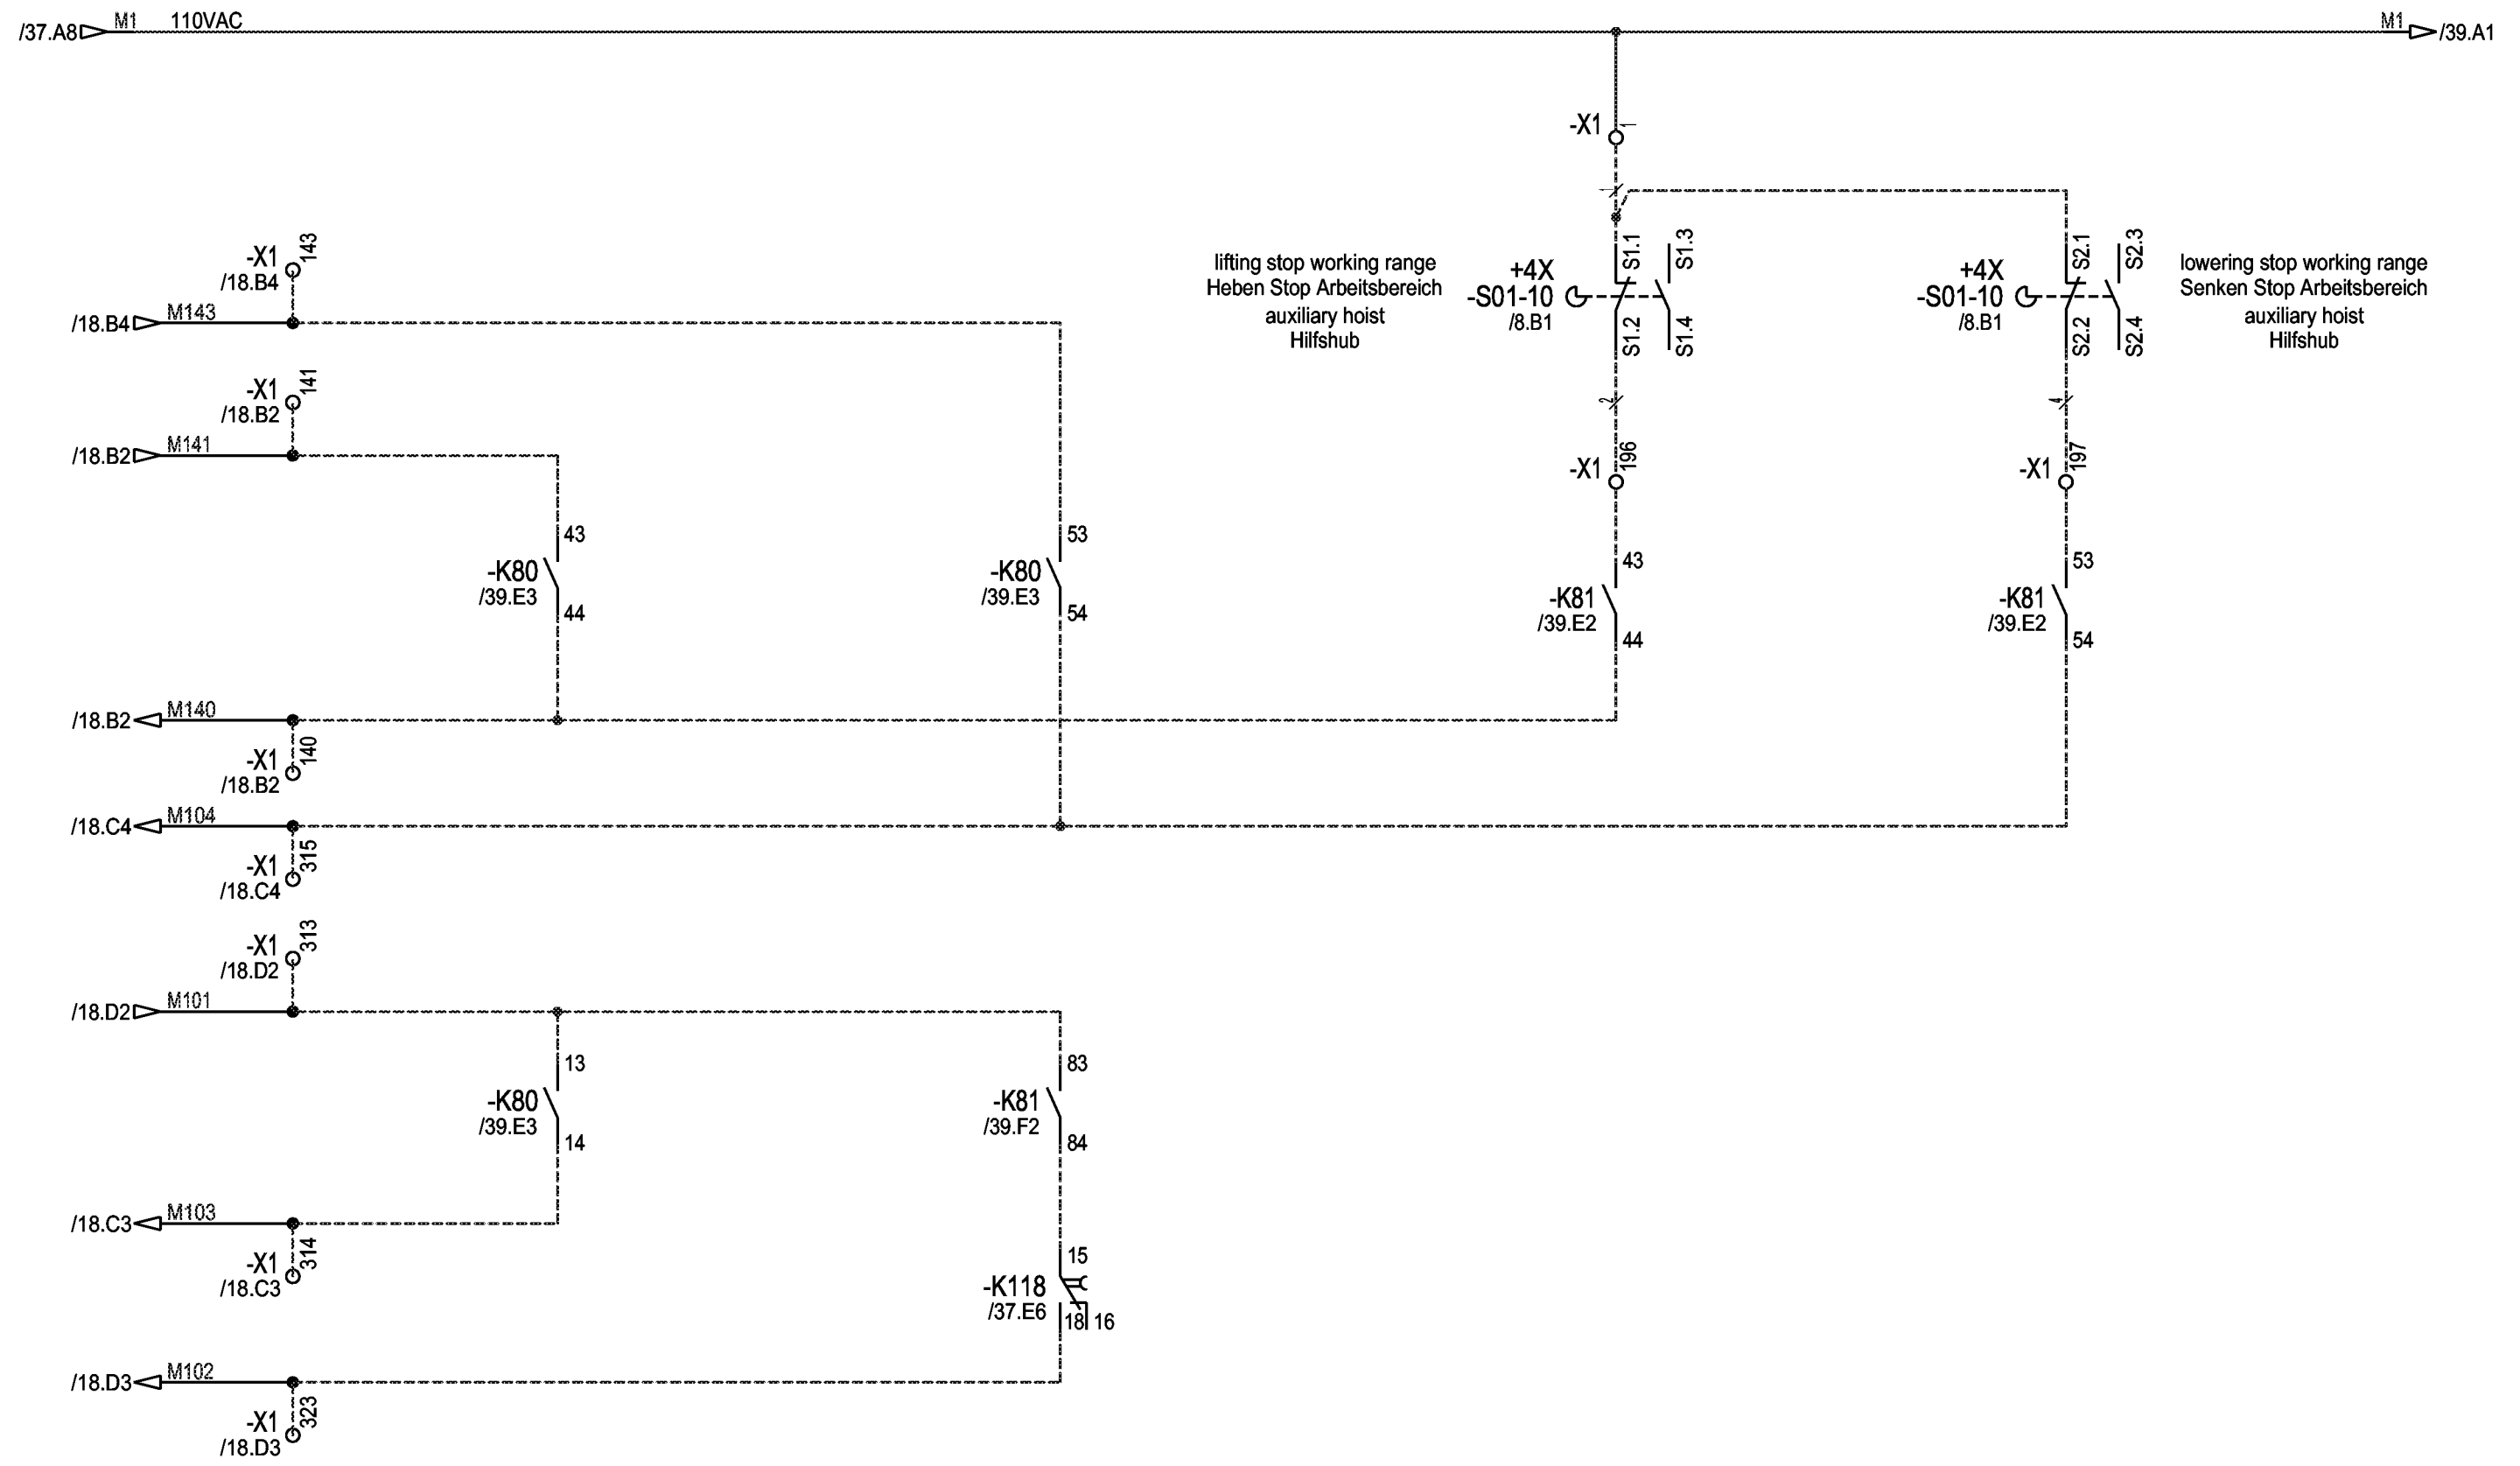 /37.A8 M1 110VAC M1 /39.A1
-X1 1
1
-X1 143
/18.B4
/18.B4 M143
lifting stop working range
Heben Stop Arbeitsbereich
auxiliary hoist
Hilfshub
+4X
-S01-10
/8.B1
S1.1 S1.3
S1.2 S1.4
+4X
-S01-10
/8.B1
S2.1 S2.3
S2.2 S2.4
lowering stop working range
Senken Stop Arbeitsbereich
auxiliary hoist
Hilfshub
-X1 141
/18.B2
/18.B2 M141
2 4
-X1 196
-X1 197
43
-K80
/39.E3
44
53
-K80
/39.E3
54
43
-K81
/39.E2
44
53
-K81
/39.E2
54
/18.B2 M140
-X1 140
/18.B2
/18.C4 M104
-X1 315
/18.C4
-X1 313
/18.D2
/18.D2 M101
13
-K80
/39.E3
14
83
-K81
/39.F2
84
/18.C3 M103
-X1 314
/18.C3
15
-K118
/37.E6
18 16
/18.D3 M102
-X1 323
/18.D3